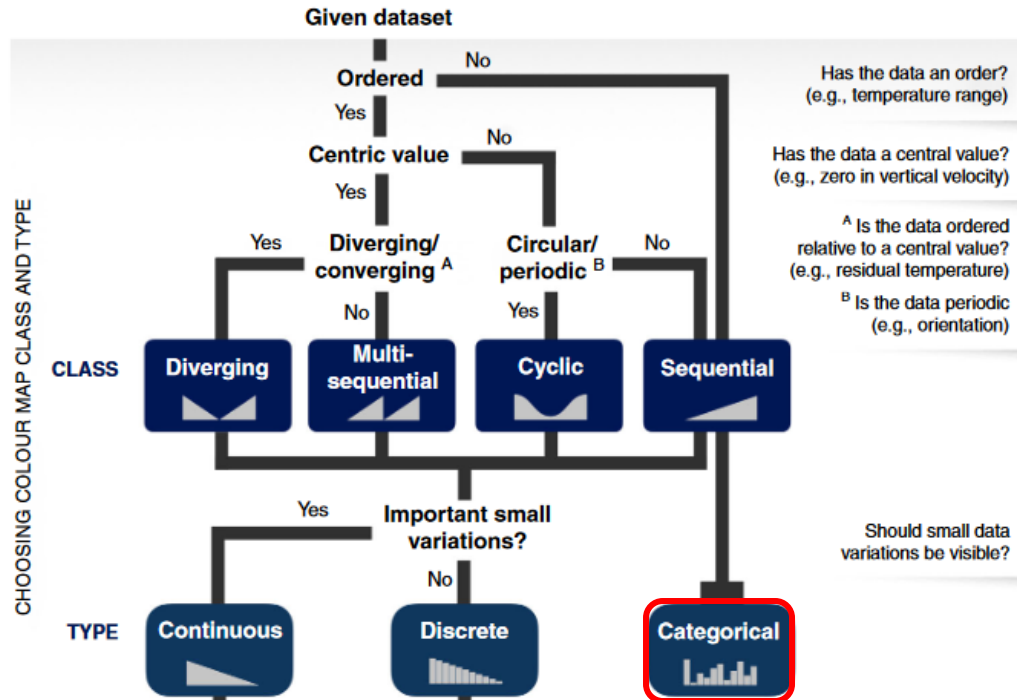 Given dataset
Ordered
No
Has the data an order?
(e.g., temperature range)
Yes
Centric value
No
Has the data a central value?
(e.g., zero in vertical velocity)
Yes
Yes
Diverging/
converging A
No
Circular/
periodic B
No
Yes
A Is the data ordered
relative to a central value?
(e.g., residual temperature)
B Is the data periodic
(e.g., orientation)
CHOOSING COLOUR MAP CLASS AND TYPE
CLASS
Diverging
Multi-
sequential
Cyclic
Sequential
Yes
Important small
variations?
No
Should small data
variations be visible?
TYPE
Continuous
Discrete
Categorical